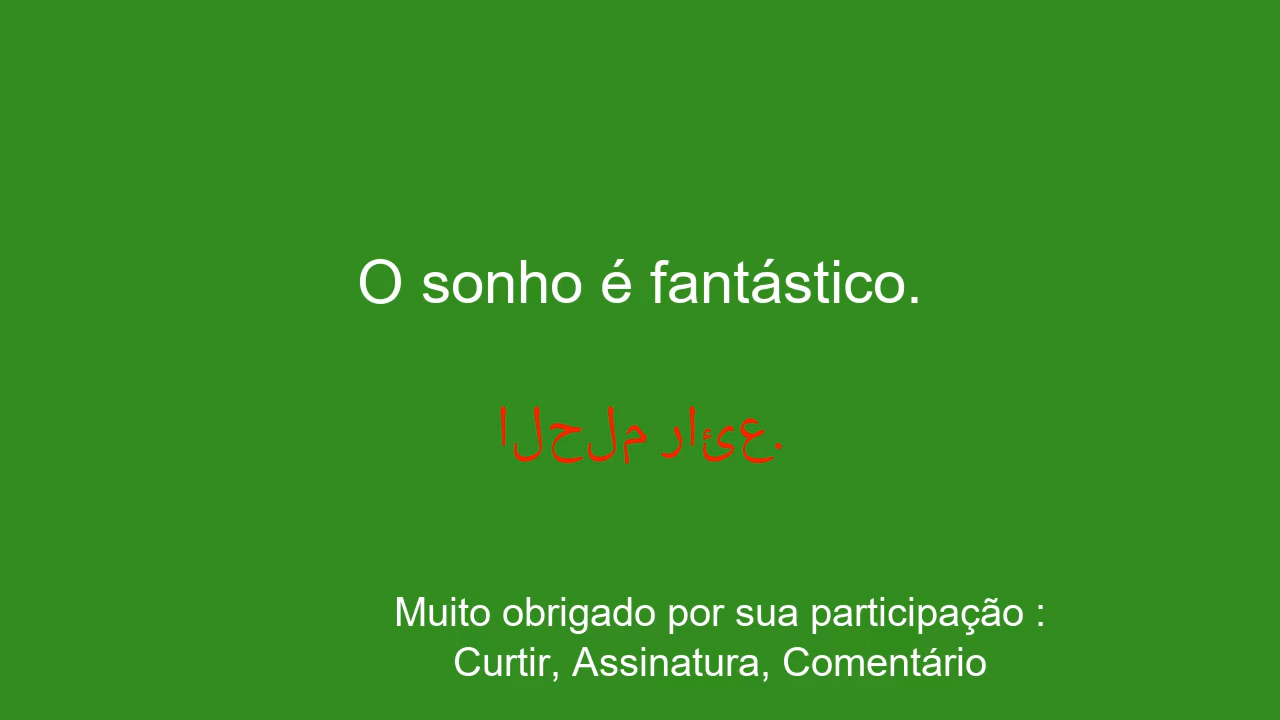 O sonho é fantástico.
الحلم رائع.
Muito obrigado por sua participação :
Curtir, Assinatura, Comentário